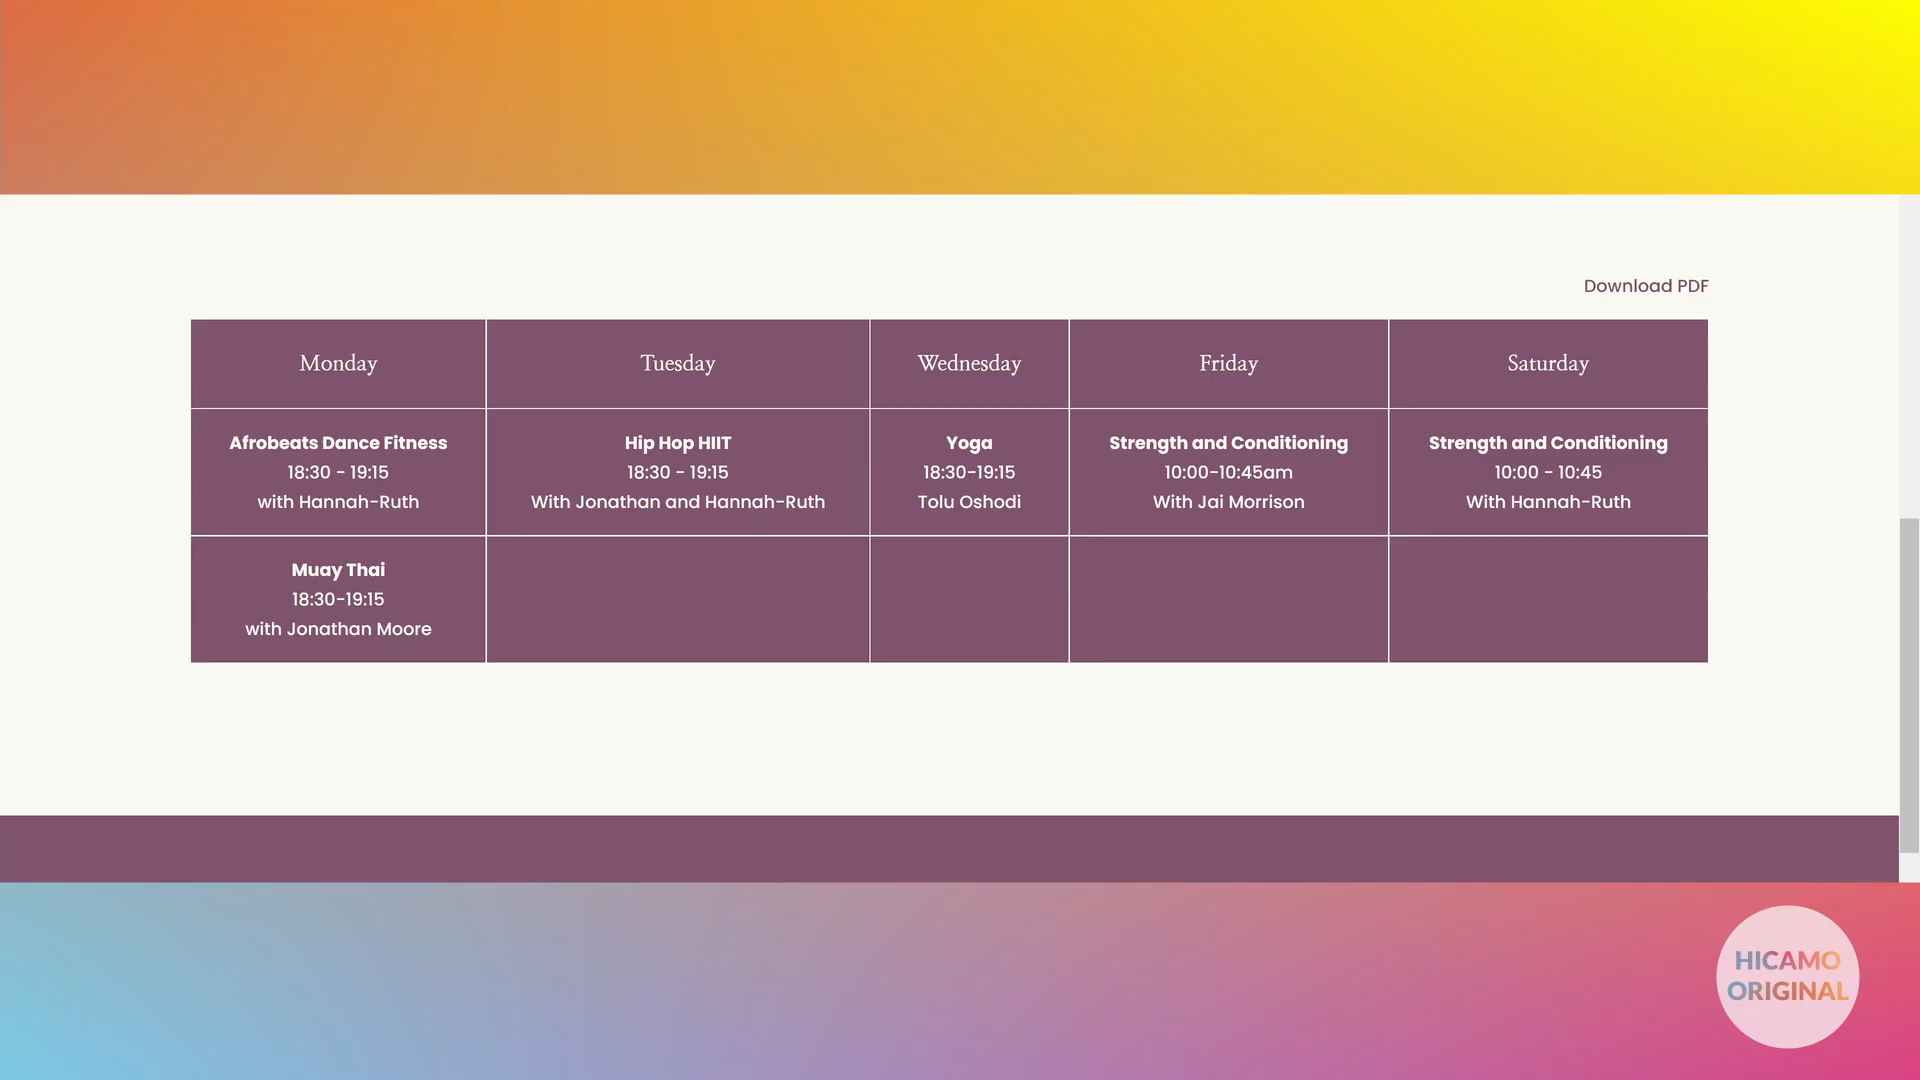 Download PDF
Monday
Tuesday
Wednesday
Friday
Saturday
Afrobeats Dance Fitness
18:30 - 19:15
with Hannah-Ruth
Hip Hop HIIT
18:30 - 19:15
With Jonathan and Hannah-Ruth
Yoga
18:30-19:15
Tolu Oshodi
Strength and Conditioning
10:00-10:45am
With Jai Morrison
Strength and Conditioning
10:00 - 10:45
With Hannah-Ruth
Muay Thai
18:30-19:15
with Jonathan Moore
HICAMO
ORIGINAL